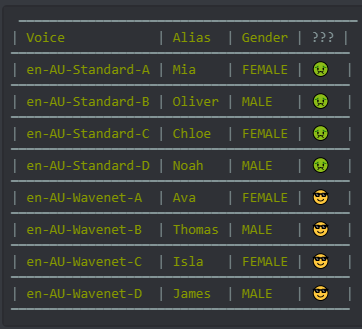 | Voice | Alias | Gender | ??? |
| en-AU-Standard-A | Mia | FEMALE | 🤢 |
| en-AU-Standard-B | Oliver | MALE | 🤢 |
| en-AU-Standard-C | Chloe | FEMALE | 🤢 |
| en-AU-Standard-D | Noah | MALE | 🤢 |
| en-AU-Wavenet-A | Ava | FEMALE | 😎 |
| en-AU-Wavenet-B | Thomas | MALE | 😎 |
| en-AU-Wavenet-C | Isla | FEMALE | 😎 |
| en-AU-Wavenet-D | James | MALE | 😎 |